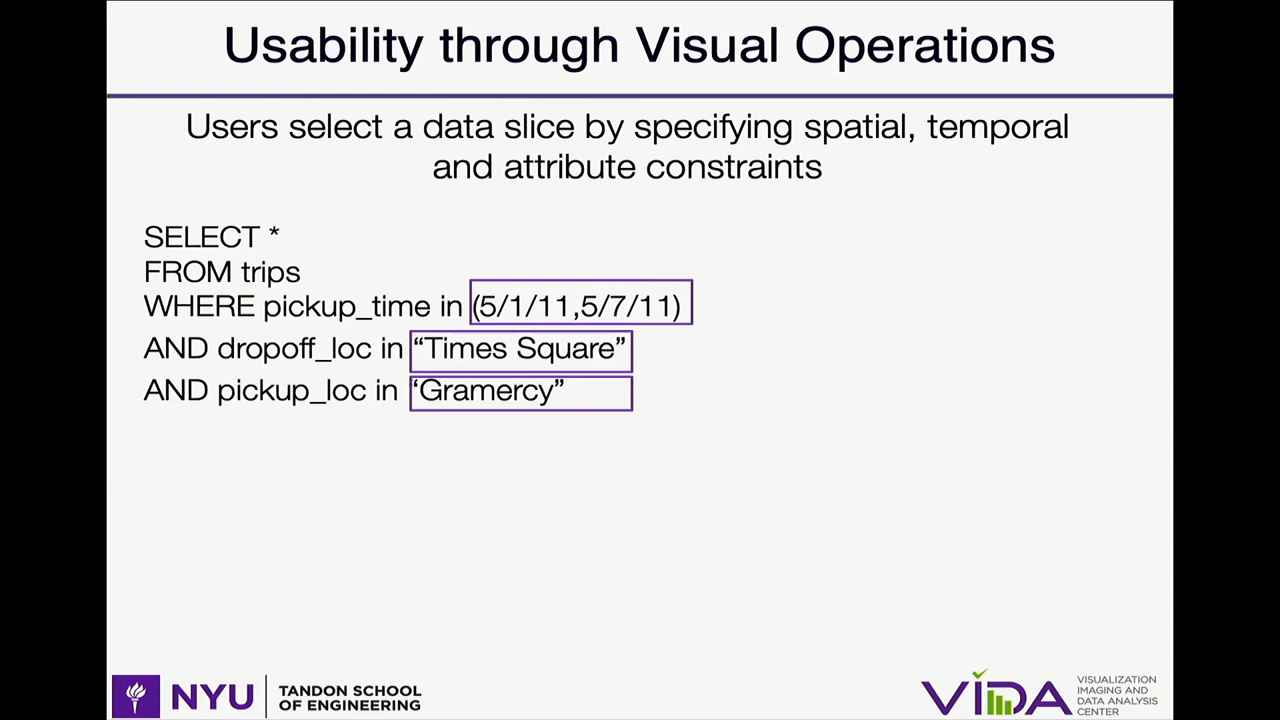 Usability through Visual Operations
Users select a data slice by specifying spatial, temporal
and attribute constraints
SELECT *
FROM trips
WHERE pickup_time in (5/1/11,5/7/11)
AND dropoff_loc in “Times Square”
AND pickup_loc in ‘Gramercy”
NYU
TANDON SCHOOL
OF ENGINEERING
VIDA
VISUALIZATION
IMAGING AND
DATA ANALYSIS
CENTER